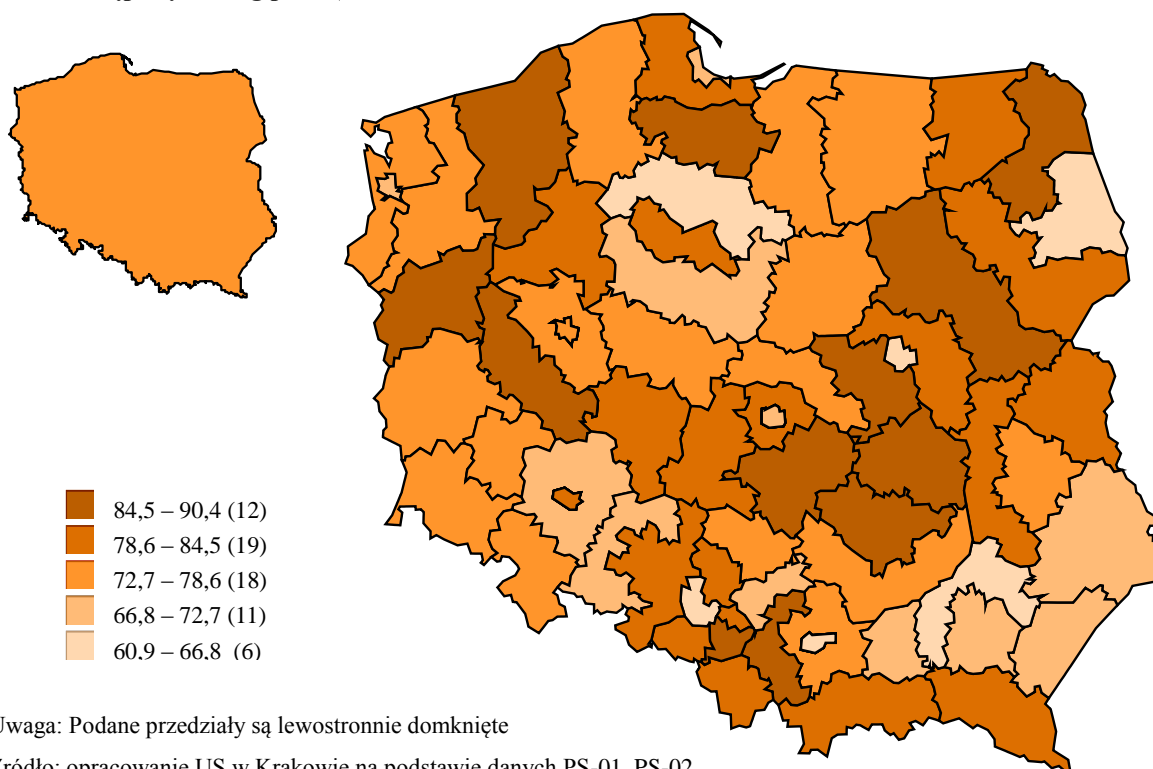 84,5 – 90,4 (12)
78,6 – 84,5 (19)
72,7 – 78,6 (18)
66,8 – 72,7 (11)
60,9 – 66,8 (6)
Uwaga: Podane przedziały są lewostronnie domknięte
Źródło: opracowanie US w Krakowie na podstawie danych PS-01, PS-02